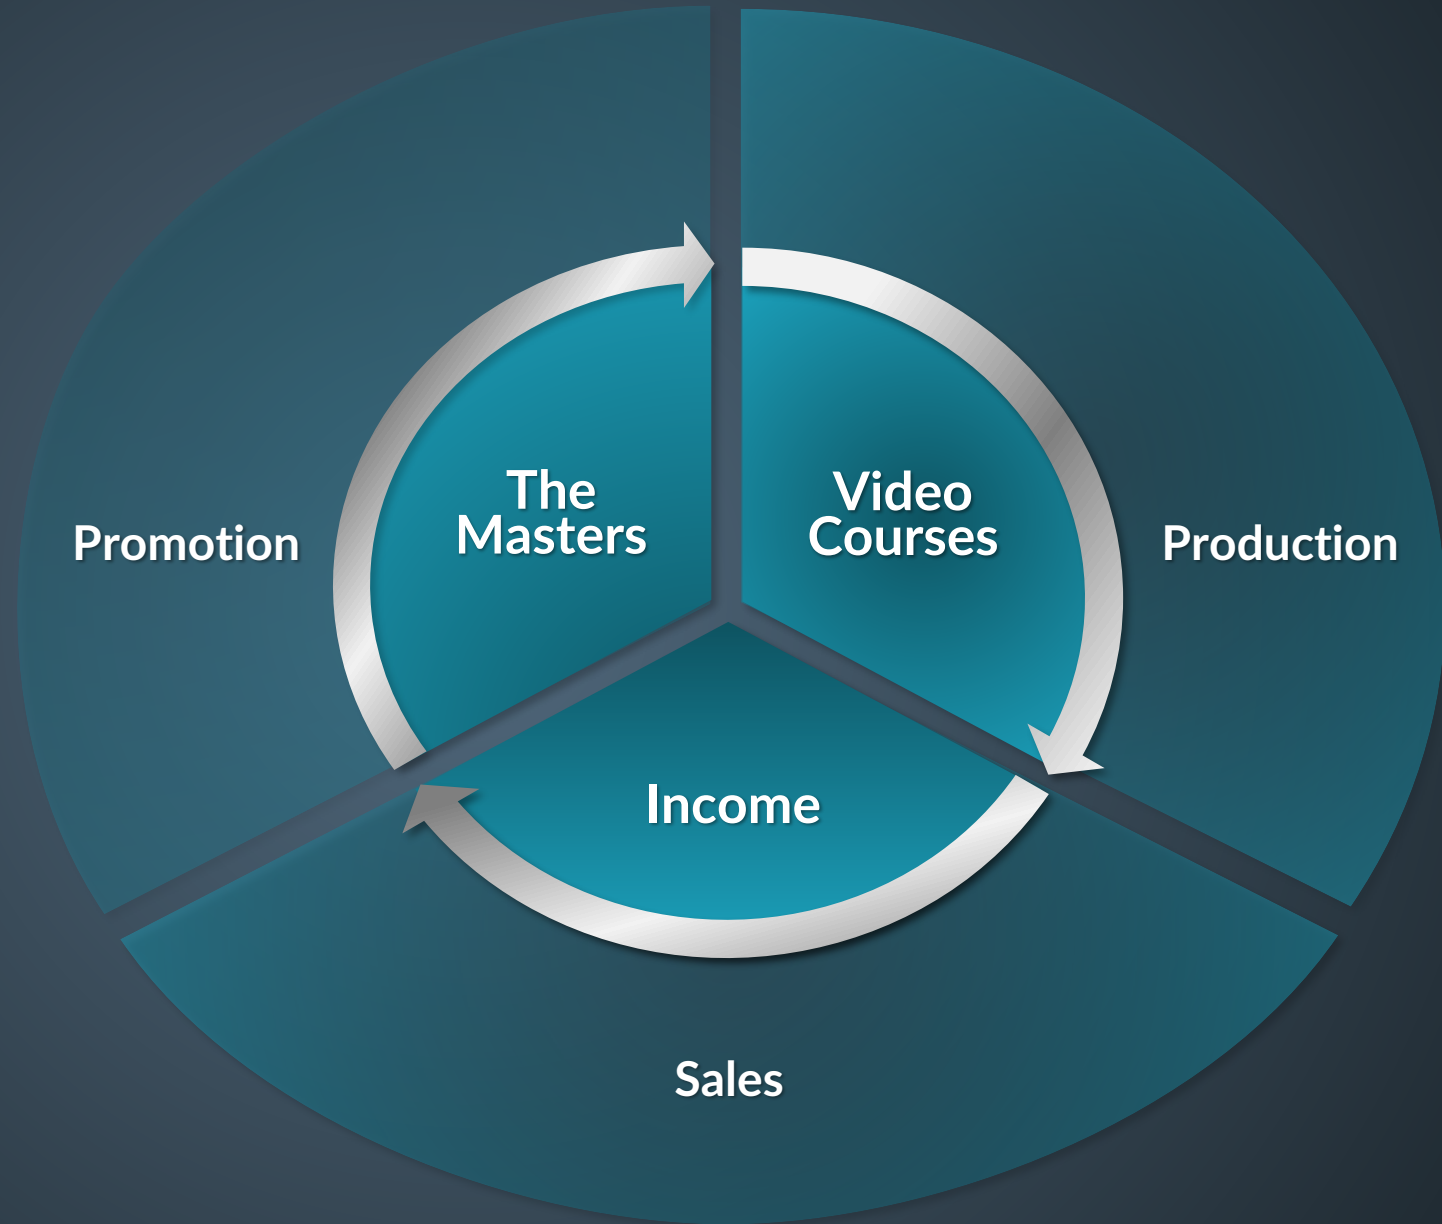 The
Masters
Video
Courses
Promotion
Production
Income
Sales